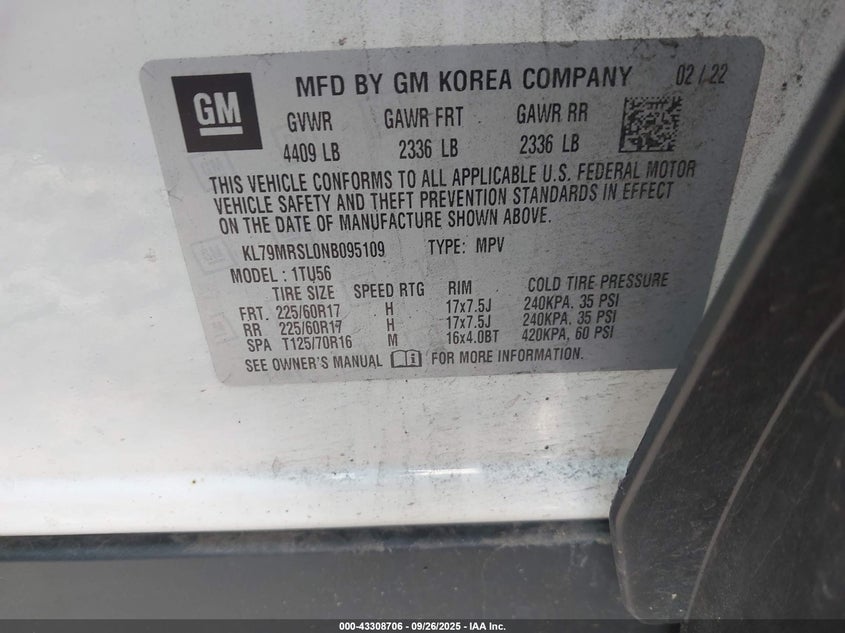 GM MFD BY GM KOREA COMPANY 02 / 22
GVWR GAWR FRT GAWR RR
4409 LB 2336 LB 2336 LB
THIS VEHICLE CONFORMS TO ALL APPLICABLE U.S. FEDERAL MOTOR
VEHICLE SAFETY AND THEFT PREVENTION STANDARDS IN EFFECT
ON THE DATE OF MANUFACTURE SHOWN ABOVE.
KL79MRSL0NB095109 TYPE: MPV
MODEL : 1TU56
TIRE SIZE SPEED RTG RIM COLD TIRE PRESSURE
FRT. 225/60R17 H 17x7.5J 240KPA. 35 PSI
RR 225/60R17 H 17x7.5J 240KPA. 35 PSI
SPA T125/70R16 M 16x4.0BT 420KPA, 60 PSI
SEE OWNER'S MANUAL FOR MORE INFORMATION.
000-43308706 - 09/26/2025 - IAA Inc.